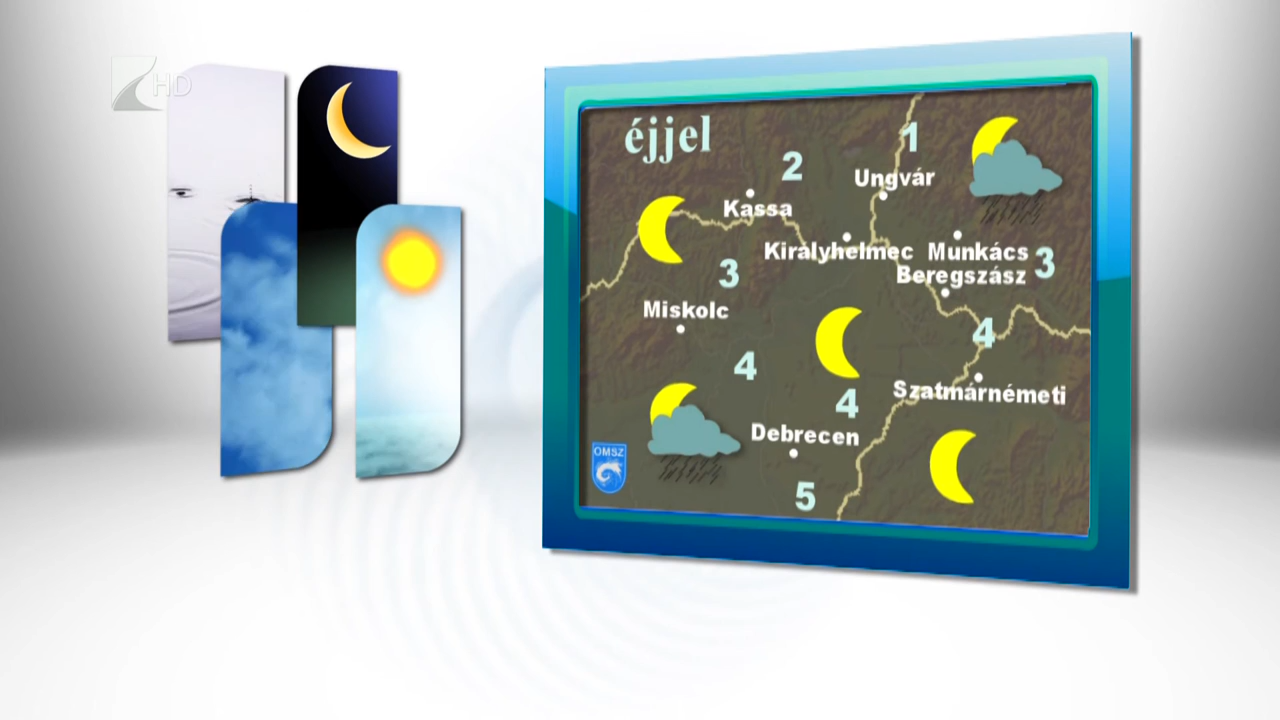 HD
éjjel
1
2
Ungvár
Kassa
Királyhelmec
Munkács
3
3
Beregszász
Miskolc
4
4
Szatmárnémeti
4
Debrecen
OMSZ
5